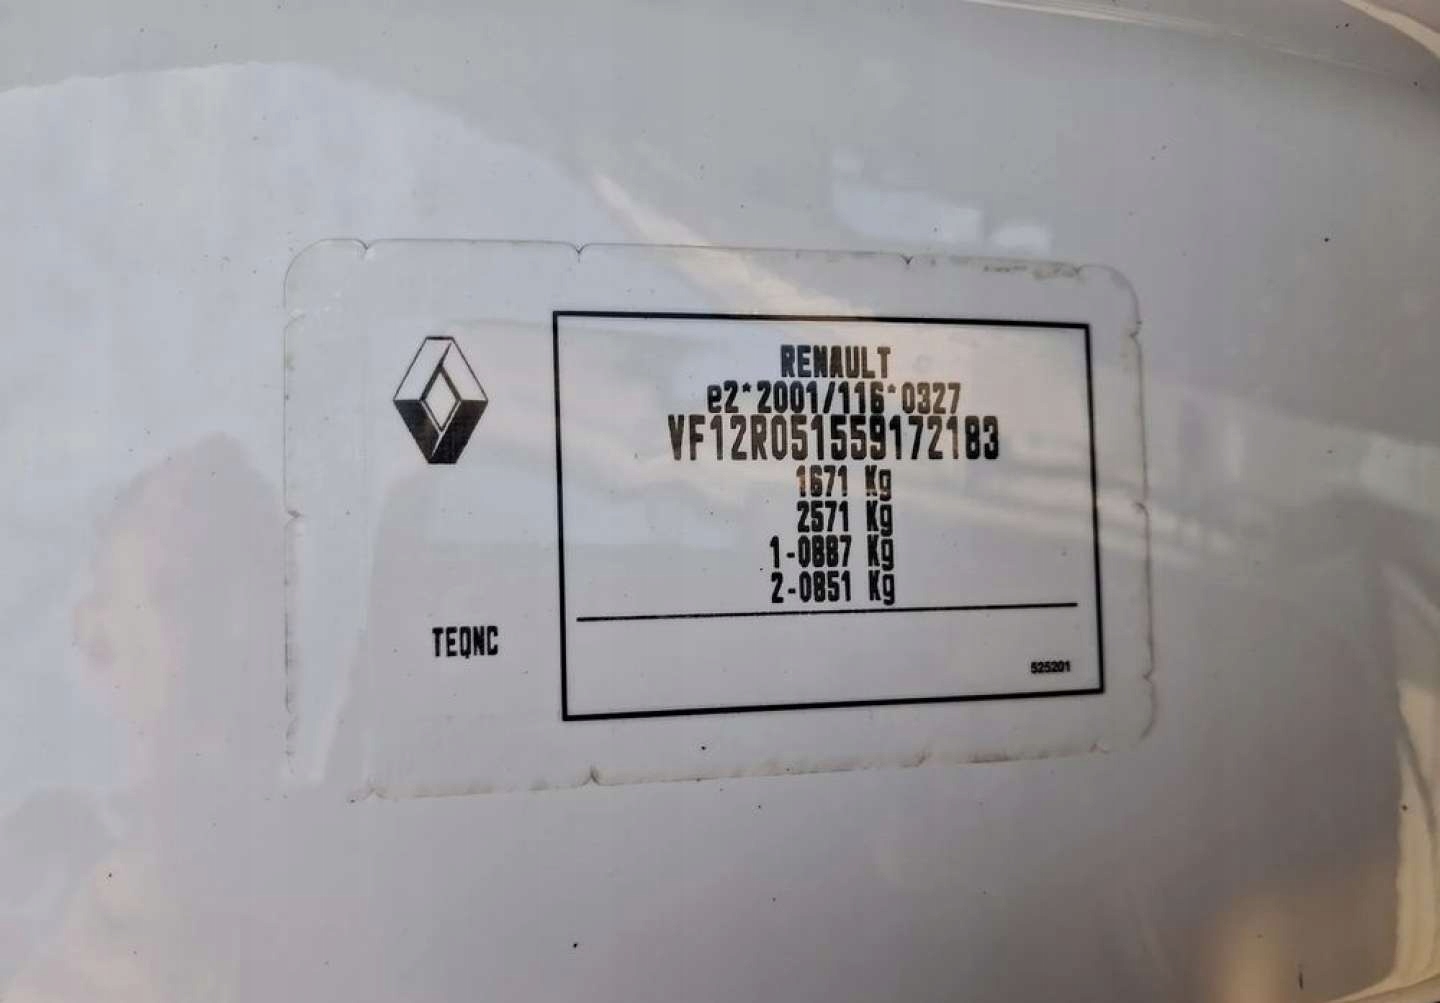 RENAULT
e2*2001/116*0327
VF12R051559172183
1671 Kg
2571 Kg
1-0887 Kg
2-0851 Kg
TEQNC
525201